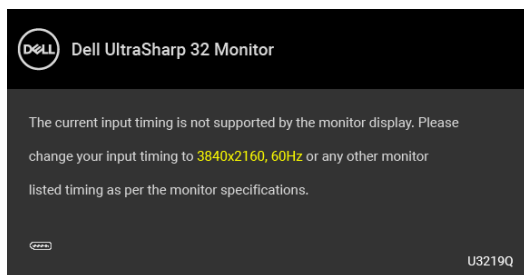 DELL
Dell UltraSharp 32 Monitor
The current input timing is not supported by the monitor display. Please
change your input timing to 3840x2160, 60Hz or any other monitor
listed timing as per the monitor specifications.
U3219Q